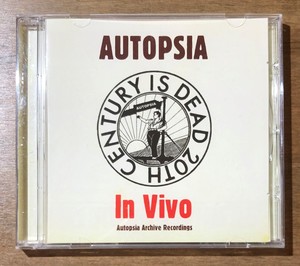 AUTOPSIA
20TH CENTURY IS DEAD
AUTOPSIA
In Vivo
Autopsia Archive Recordings